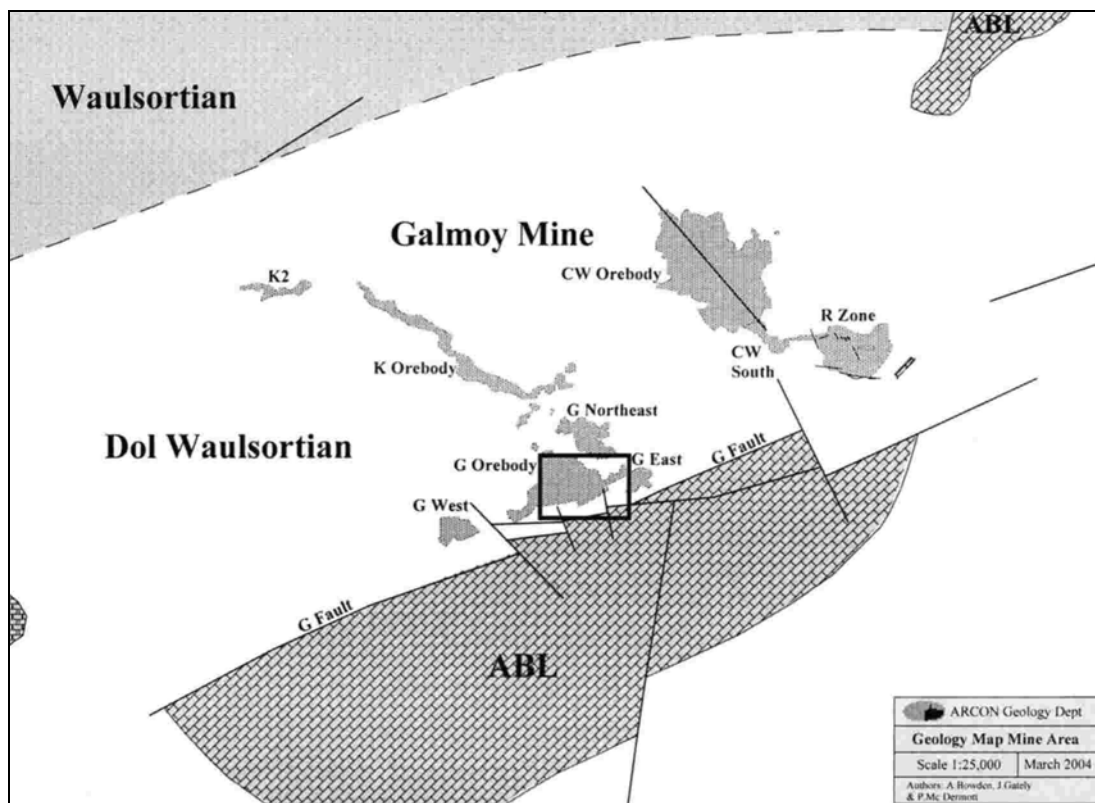 ABL
Waulsortian
Galmoy Mine
K2
CW Orebody
R Zone
CW
South
K Orebody
G Northeast
Dol Waulsortian
G Orebody
G East
G Fault
G West
G Fault
ABL
ARCON Geology Dept
Geology Map Mine Area
Scale 1:25,000 March 2004
Authors: A Bowden, J.Gately
& P.Mc Dermott